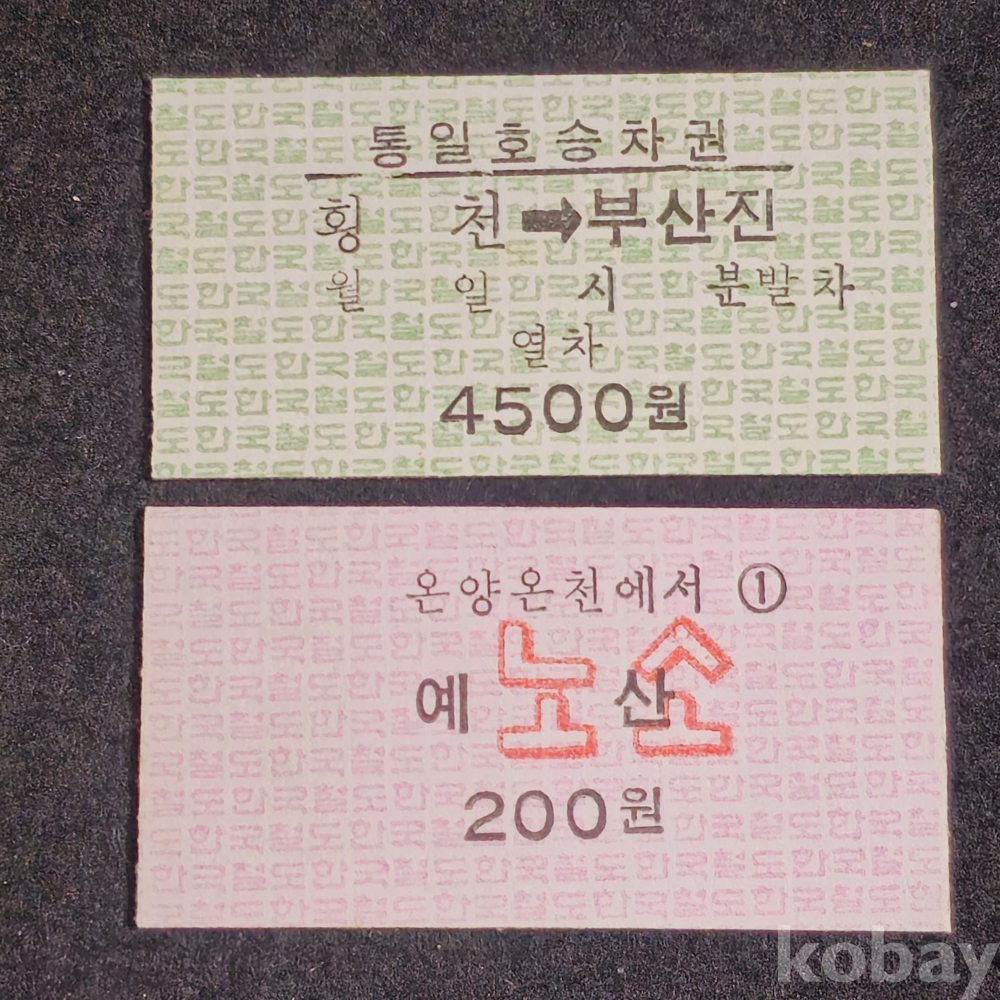 통일호승차권
횡 천➡부산진
월 일 시 분발차
열차
4500원
온양온천에서 ①
예 산
노소
200원
kobay